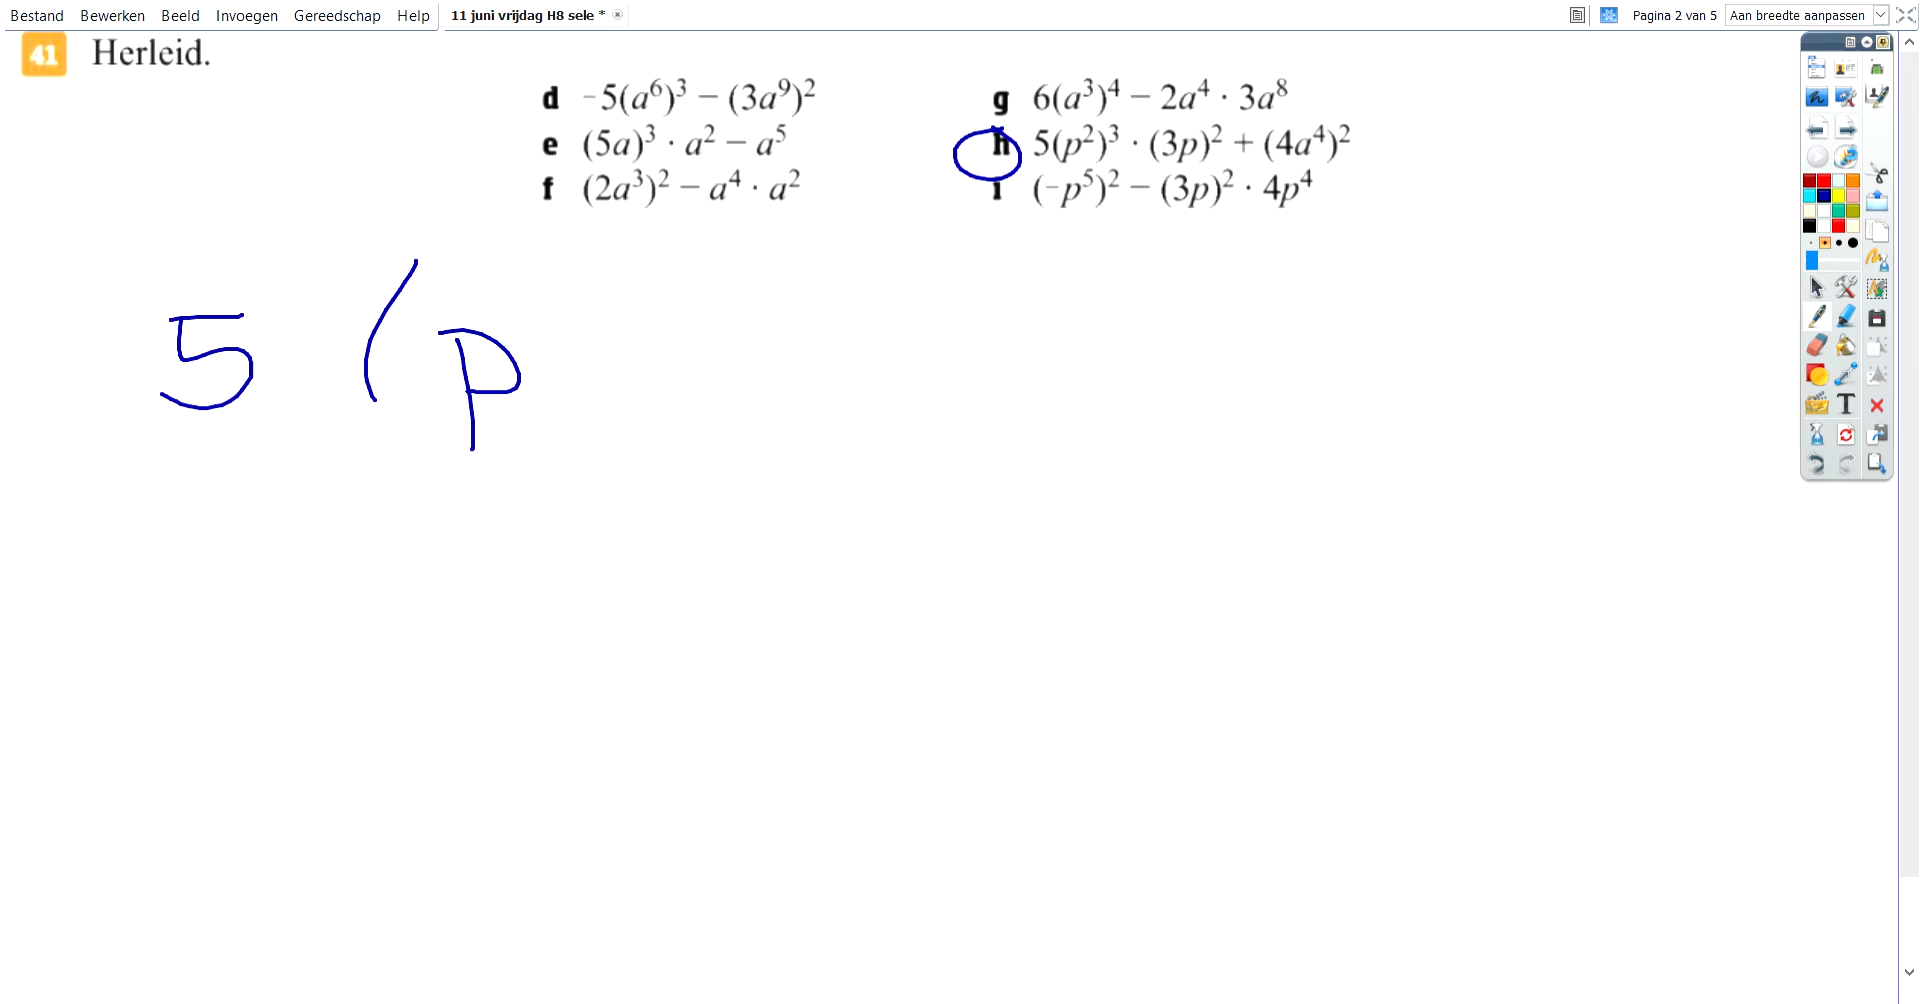 Bestand Bewerken Beeld Invoegen Gereedschap Help 11 juni vrijdag H8 sele * Pagina 2 van 5 Aan breedte aanpassen
41 Herleid.
d -5(a⁶)³ – (3a⁹)²
e (5a)³ · a² – a⁵
f (2a³)² – a⁴ · a²
g 6(a³)⁴ – 2a⁴ · 3a⁸
h 5(p²)³ · (3p)² + (4a⁴)²
i (-p⁵)² – (3p)² · 4p⁴
5 (p